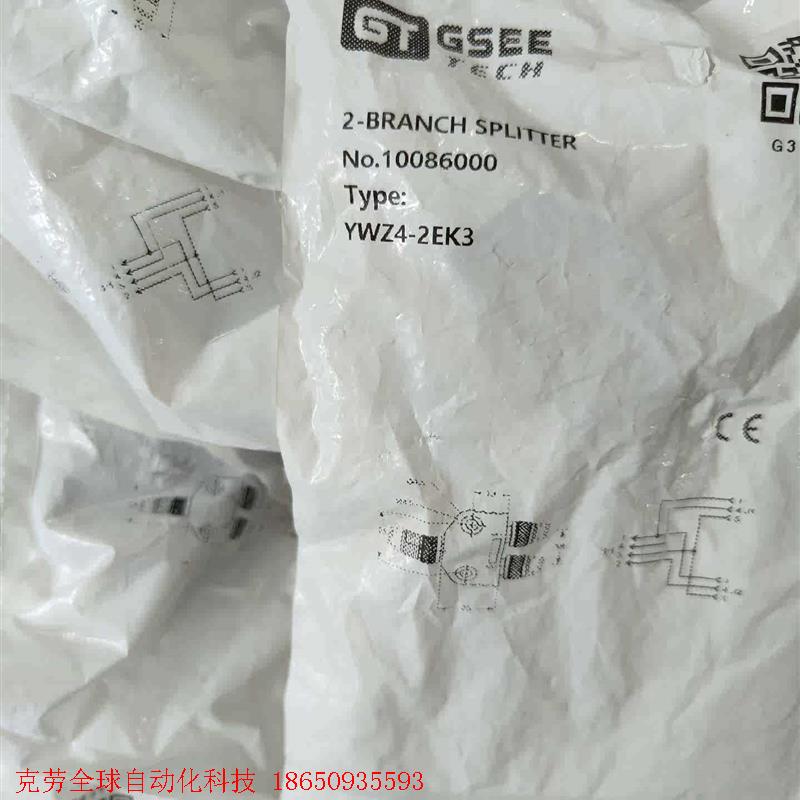 GSEE
TECH
2-BRANCH SPLITTER
No.10086000
Type:
YWZ4-2EK3
G3
CE
克劳全球自动化科技 18650935593